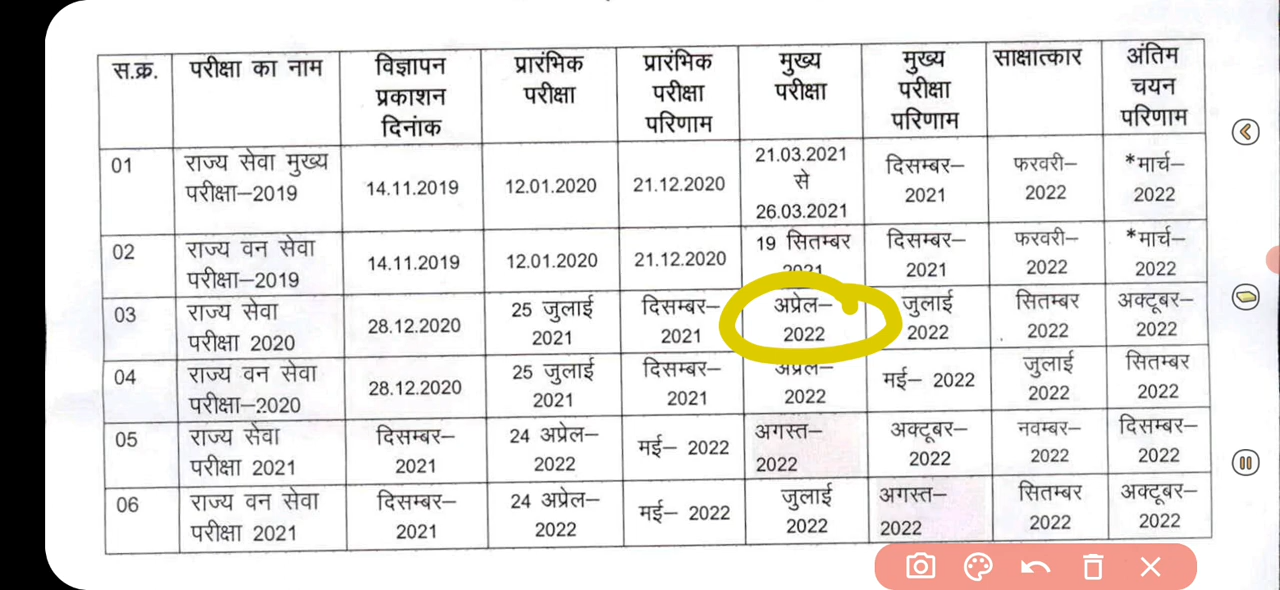 स.क्र. परीक्षा का नाम विज्ञापन प्रकाशन दिनांक प्रारंभिक परीक्षा प्रारंभिक परीक्षा परिणाम मुख्य परीक्षा मुख्य परीक्षा परिणाम साक्षात्कार अंतिम चयन परिणाम
01 राज्य सेवा मुख्य परीक्षा–2019 14.11.2019 12.01.2020 21.12.2020 21.03.2021 से 26.03.2021 दिसम्बर–2021 फरवरी–2022 *मार्च–2022
02 राज्य वन सेवा परीक्षा–2019 14.11.2019 12.01.2020 21.12.2020 19 सितम्बर 2021 दिसम्बर–2021 फरवरी–2022 *मार्च–2022
03 राज्य सेवा परीक्षा 2020 28.12.2020 25 जुलाई 2021 दिसम्बर–2021 अप्रेल–2022 जुलाई 2022 सितम्बर 2022 अक्टूबर–2022
04 राज्य वन सेवा परीक्षा–2020 28.12.2020 25 जुलाई 2021 दिसम्बर–2021 अप्रेल–2022 मई– 2022 जुलाई 2022 सितम्बर 2022
05 राज्य सेवा परीक्षा 2021 दिसम्बर–2021 24 अप्रेल–2022 मई– 2022 अगस्त–2022 अक्टूबर–2022 नवम्बर–2022 दिसम्बर–2022
06 राज्य वन सेवा परीक्षा 2021 दिसम्बर–2021 24 अप्रेल–2022 मई– 2022 जुलाई 2022 अगस्त–2022 सितम्बर 2022 अक्टूबर–2022